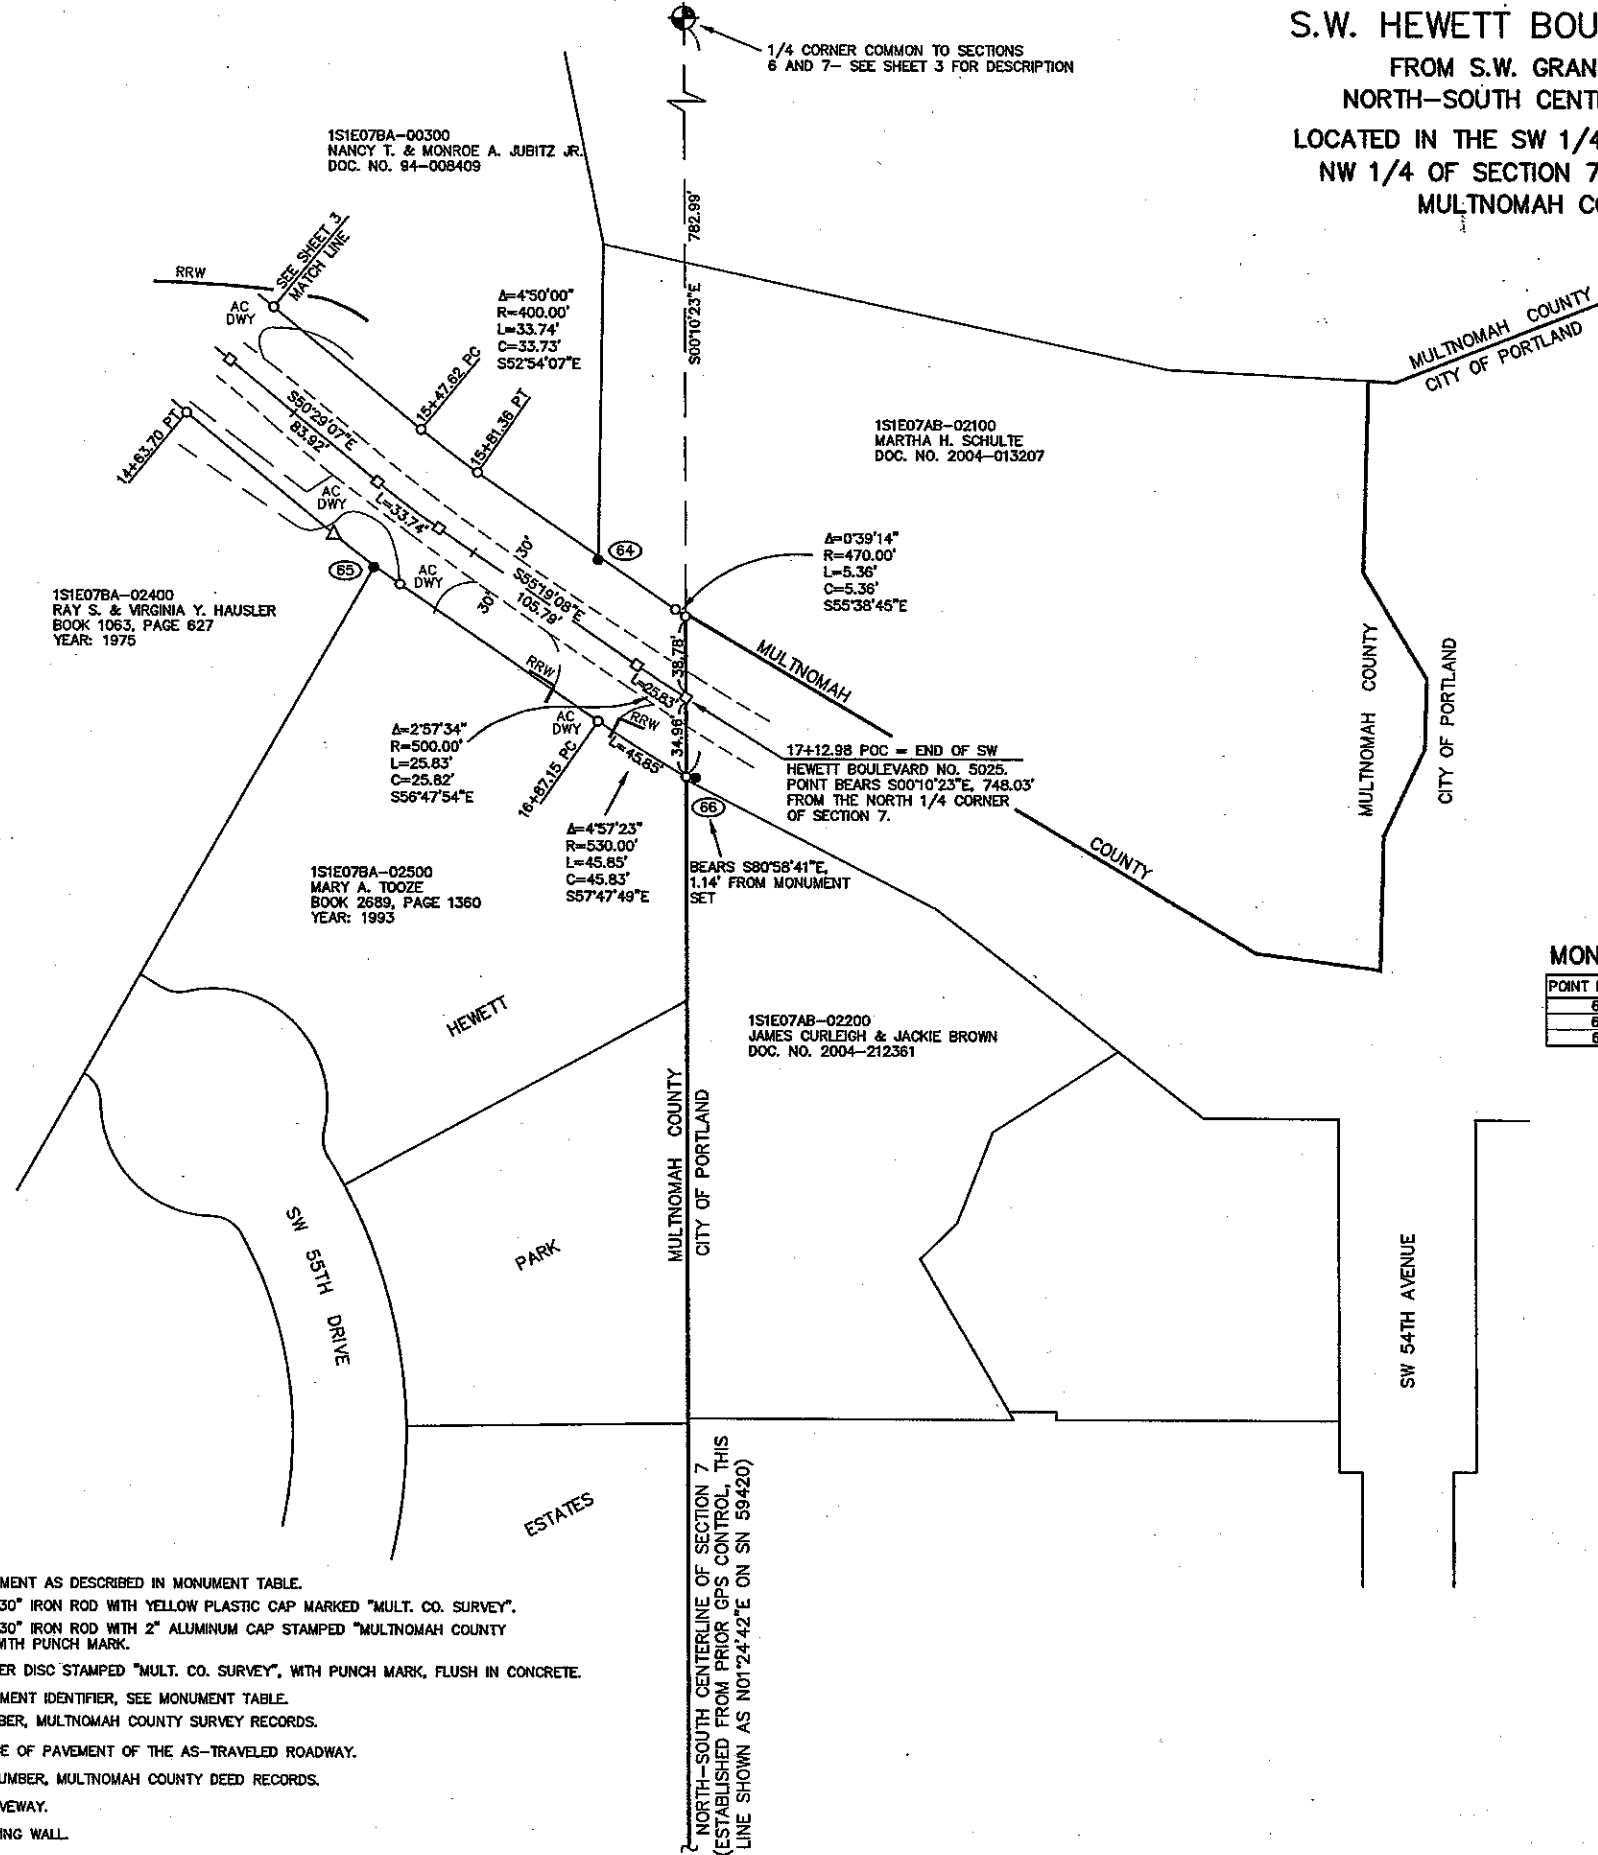 S.W. HEWETT BOU
FROM S.W. GRAN
NORTH-SOUTH CENT
LOCATED IN THE SW 1/4
NW 1/4 OF SECTION 7
MULTNOMAH CO
1/4 CORNER COMMON TO SECTIONS
6 AND 7- SEE SHEET 3 FOR DESCRIPTION
1S1E07BA-00300
NANCY T. & MONROE A. JUBITZ JR.
DOC. NO. 94-008409
782.99'
S00°10'23"E
SEE SHEET 3
MATCH LINE
RRW
AC
DWY
Δ=4°50'00"
R=400.00'
L=33.74'
C=33.73'
S52°54'07"E
15+47.62 PC
15+81.36 PT
14+63.70 PT
S50°29'07"E
83.92'
L=33.74'
AC
DWY
MULTNOMAH COUNTY
CITY OF PORTLAND
1S1E07AB-02100
MARTHA H. SCHULTE
DOC. NO. 2004-013207
30'
64
65
AC
DWY
S55°19'08"E
105.79'
30'
Δ=0°39'14"
R=470.00'
L=5.36'
C=5.36'
S55°38'45"E
1S1E07BA-02400
RAY S. & VIRGINIA Y. HAUSLER
BOOK 1063, PAGE 627
YEAR: 1975
MULTNOMAH
38.78'
RRW
L=25.83'
AC
DWY
RRW
34.96'
L=45.85'
Δ=2°57'34"
R=500.00'
L=25.83'
C=25.82'
S56°47'54"E
16+87.15 PC
17+12.98 POC = END OF SW
HEWETT BOULEVARD NO. 5025.
POINT BEARS S00°10'23"E, 748.03'
FROM THE NORTH 1/4 CORNER
OF SECTION 7.
MULTNOMAH COUNTY
CITY OF PORTLAND
66
Δ=4°57'23"
R=530.00'
L=45.85'
C=45.83'
S57°47'49"E
BEARS S80°58'41"E,
1.14' FROM MONUMENT
SET
COUNTY
1S1E07BA-02500
MARY A. TOOZE
BOOK 2689, PAGE 1360
YEAR: 1993
MON
POINT
6
6
6
HEWETT
1S1E07AB-02200
JAMES CURLEIGH & JACKIE BROWN
DOC. NO. 2004-212361
MULTNOMAH COUNTY
CITY OF PORTLAND
SW 55TH DRIVE
PARK
SW 54TH AVENUE
ESTATES
NORTH-SOUTH CENTERLINE OF SECTION 7
(ESTABLISHED FROM PRIOR GPS CONTROL, THIS
LINE SHOWN AS N01°24'42"E ON SN 59420)
MENT AS DESCRIBED IN MONUMENT TABLE.
30" IRON ROD WITH YELLOW PLASTIC CAP MARKED "MULT. CO. SURVEY".
30" IRON ROD WITH 2" ALUMINUM CAP STAMPED "MULTNOMAH COUNTY
WITH PUNCH MARK.
ER DISC STAMPED "MULT. CO. SURVEY", WITH PUNCH MARK, FLUSH IN CONCRETE.
MENT IDENTIFIER, SEE MONUMENT TABLE.
BER, MULTNOMAH COUNTY SURVEY RECORDS.
E OF PAVEMENT OF THE AS-TRAVELED ROADWAY.
UMBER, MULTNOMAH COUNTY DEED RECORDS.
VEWAY.
ING WALL.